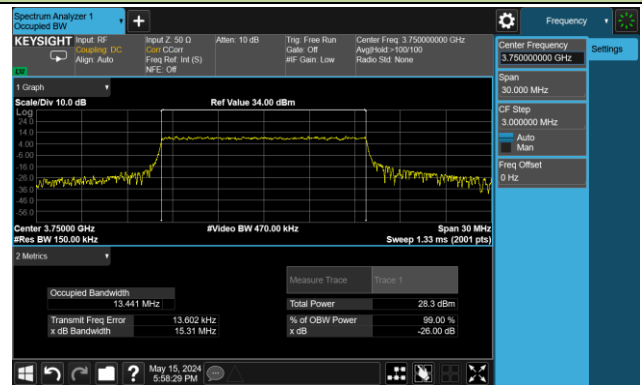 Spectrum Analyzer 1
Occupied BW
Frequency
KEYSIGHT
Input: RF
Coupling: DC
Align: Auto
Input Z: 50 Ω
Corr CCorr
Freq Ref: Int (S)
NFE: Off
Atten: 10 dB
Trig: Free Run
Gate: Off
#IF Gain: Low
Center Freq: 3.750000000 GHz
Avg|Hold:>100/100
Radio Std: None
Center Frequency
3.750000000 GHz
Settings
Span
30.000 MHz
CF Step
3.000000 MHz
Auto
Man
Freq Offset
0 Hz
1 Graph
Scale/Div 10.0 dB
Ref Value 34.00 dBm
Log
24.0
14.0
4.00
-6.00
-16.0
-26.0
-36.0
-46.0
-56.0
Center 3.75000 GHz
#Video BW 470.00 kHz
Span 30 MHz
#Res BW 150.00 kHz
Sweep 1.33 ms (2001 pts)
2 Metrics
Measure Trace
Trace 1
Occupied Bandwidth
13.441 MHz
Total Power
28.3 dBm
Transmit Freq Error
13.602 kHz
% of OBW Power
99.00 %
x dB Bandwidth
15.31 MHz
x dB
-26.00 dB
?
May 15, 2024
5:58:29 PM